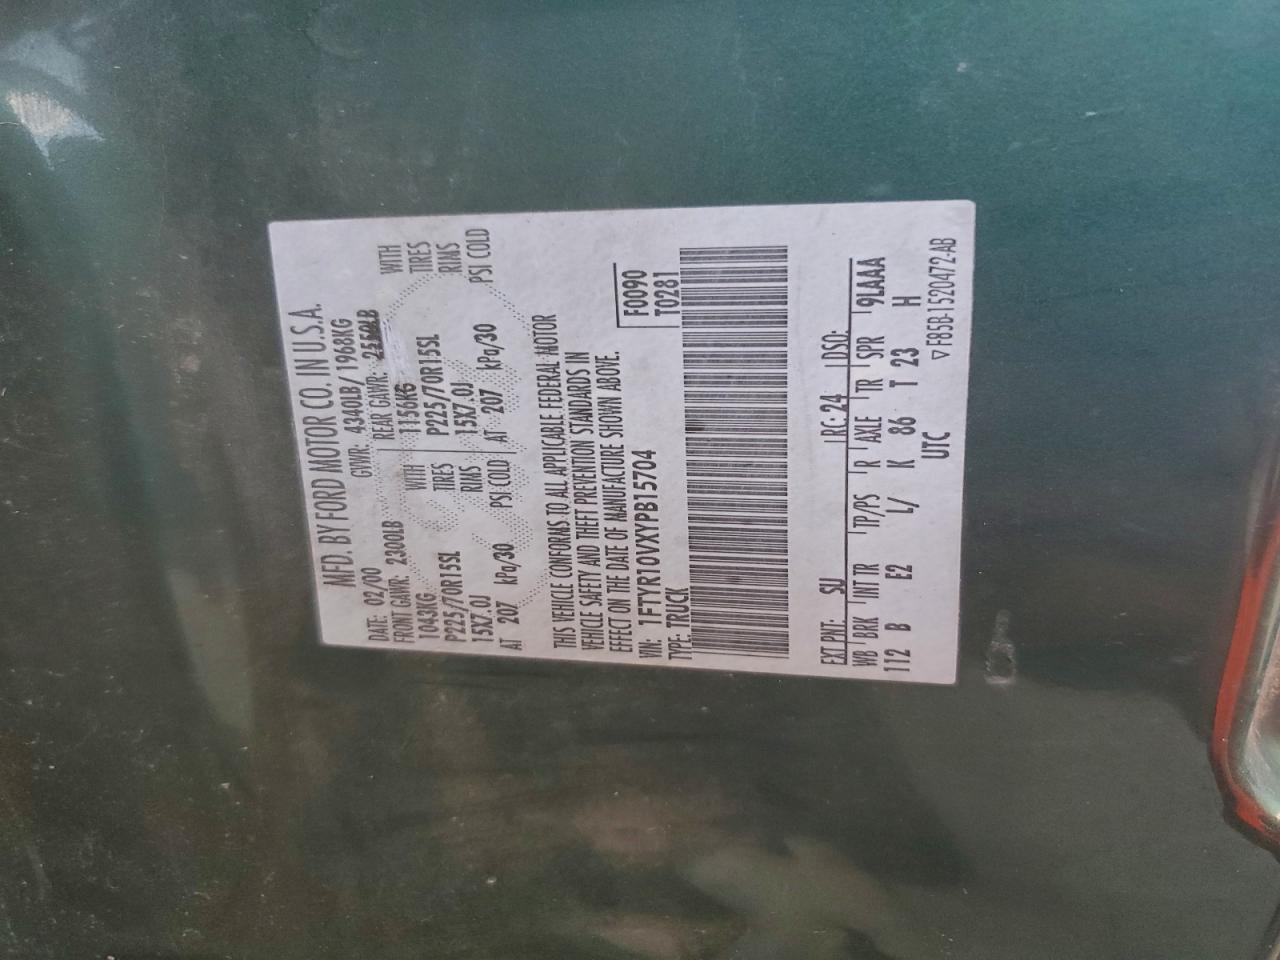 MFD. BY FORD MOTOR CO. IN U.S.A.
DATE: 02/00 GVWR: 4340LB/ 1968KG
FRONT GAWR: 2300LB REAR GAWR: 2550LB
1043KG WITH 1156KG WITH
P225/70R15SL TIRES P225/70R15SL TIRES
15X7.0J RIMS 15X7.0J RIMS
AT 207 kPa/30 PSI COLD AT 207 kPa/30 PSI COLD
THIS VEHICLE CONFORMS TO ALL APPLICABLE FEDERAL MOTOR
VEHICLE SAFETY AND THEFT PREVENTION STANDARDS IN
EFFECT ON THE DATE OF MANUFACTURE SHOWN ABOVE.
VIN: 1FTYR10VXYPB15704 F0090
TYPE: TRUCK T0281
EXT PNT: SU RC: 24 DSO:
WB BRK INT TR TP/PS R AXLE TR SPR 9LAAA
112 B E2 L/ K 86 T 23 H
UTC ▽ F85B-1520472-AB